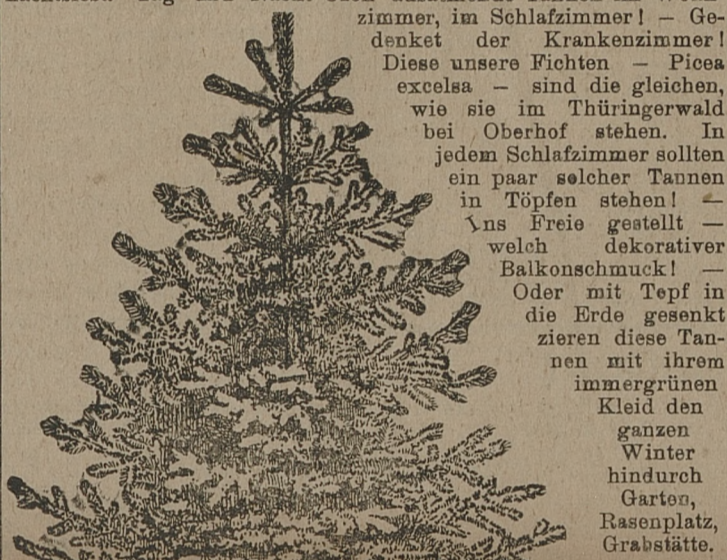 zimmer, im Schlafzimmer! — Ge-
denket der Krankenzimmer!
Diese unsere Fichten — Picea
excelsa — sind die gleichen,
wie sie im Thüringerwald
bei Oberhof stehen. In
jedem Schlafzimmer sollten
ein paar solcher Tannen
in Töpfen stehen! —
Ins Freie gestellt —
welch dekorativer
Balkonschmuck! —
Oder mit Topf in
die Erde gesenkt
zieren diese Tan-
nen mit ihrem
immergrünen
Kleid den
ganzen
Winter
hindurch
Garten,
Rasenplatz,
Grabstätte.